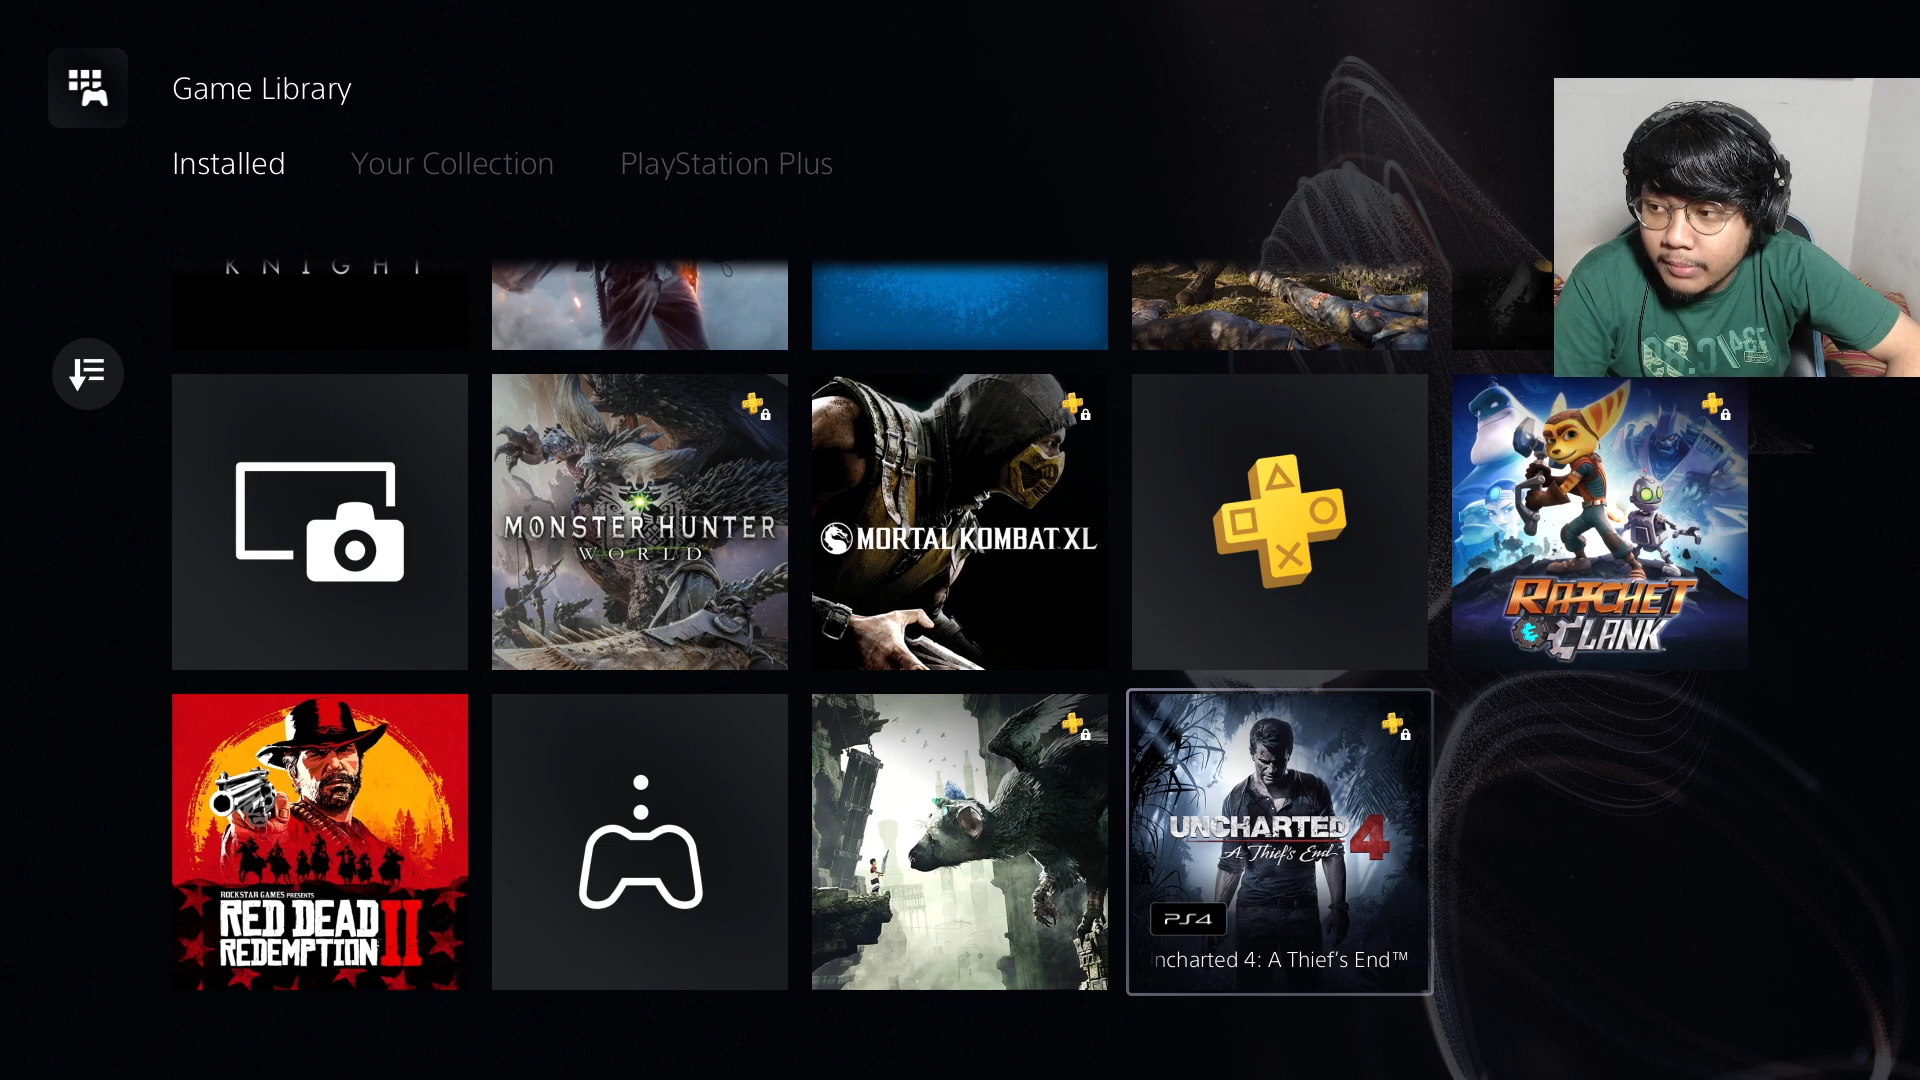 Game Library
Installed
Your Collection
PlayStation Plus
KNIGHT
MONSTER HUNTER
WORLD
MORTAL KOMBAT XL
RATCHET
& CLANK
ROCKSTAR GAMES PRESENTS
RED DEAD
REDEMPTION II
UNCHARTED 4
A Thief's End
PS4
ncharted 4: A Thief's End™